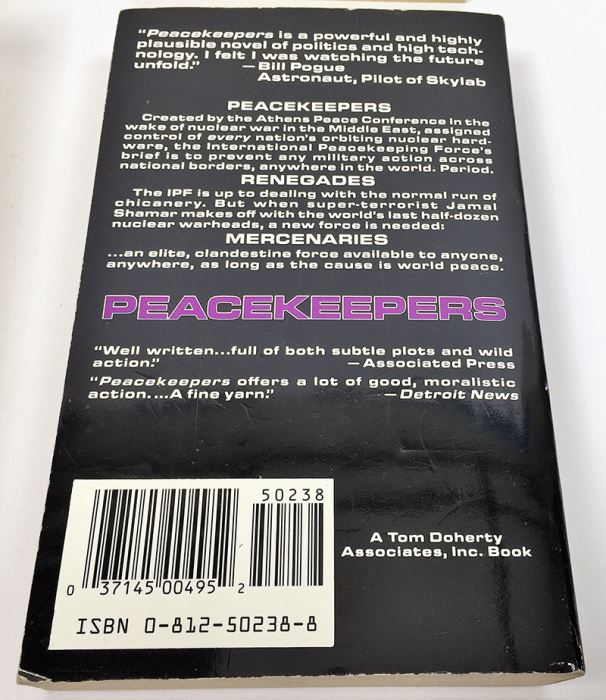 "Peacekeepers is a powerful and highly
plausible novel of politics and high tech-
nology. I felt I was watching the future
unfold." —Bill Pogue
Astronaut, Pilot of Skylab
PEACEKEEPERS
Created by the Athens Peace Conference in the
wake of nuclear war in the Middle East, assigned
control of every nation's orbiting nuclear hard-
ware, the International Peacekeeping Force's
brief is to prevent any military action across
national borders, anywhere in the world. Period.
RENEGADES
The IPF is up to dealing with the normal run of
chicanery. But when super-terrorist Jamal
Shamar makes off with the world's last half-dozen
nuclear warheads, a new force is needed:
MERCENARIES
...an elite, clandestine force available to anyone,
anywhere, as long as the cause is world peace.
PEACEKEEPERS
"Well written...full of both subtle plots and wild
action." —Associated Press
"Peacekeepers offers a lot of good, moralistic
action....A fine yarn." —Detroit News
50238
0 37145 00495 2
ISBN 0-812-50238-8
A Tom Doherty
Associates, Inc. Book